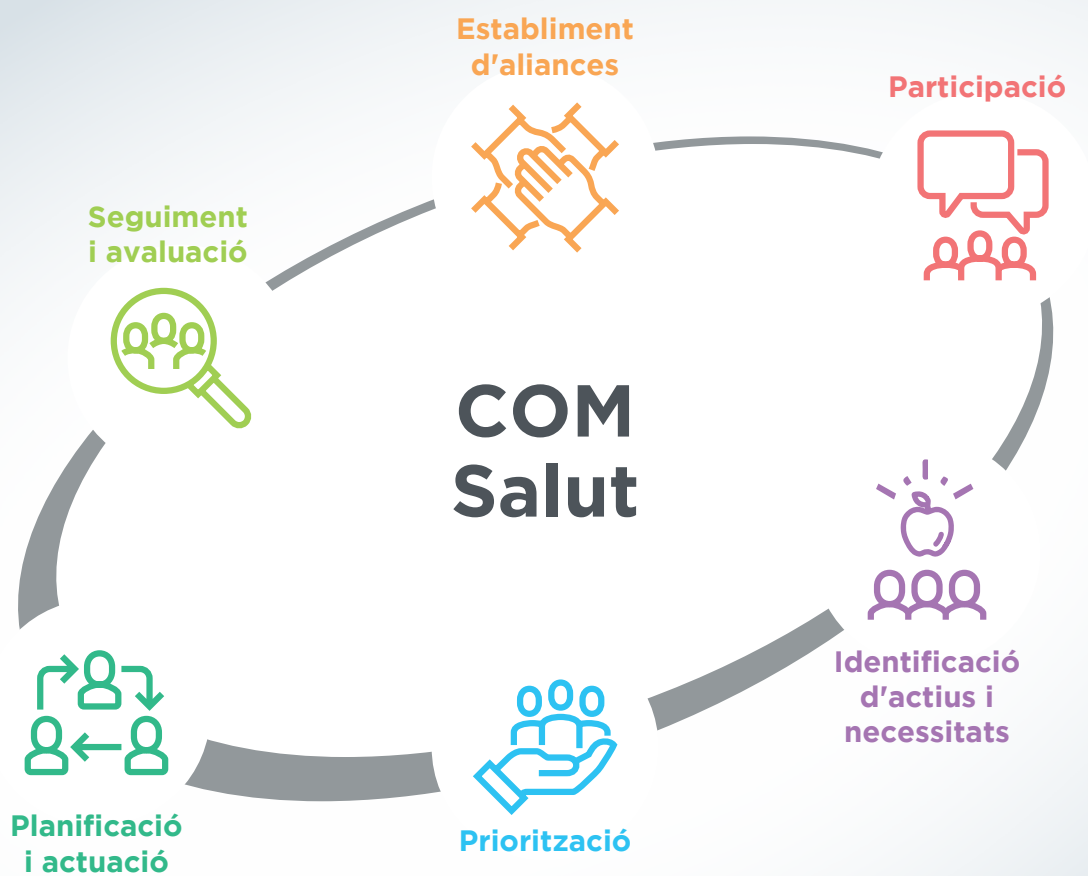 Establiment
d'aliances
Participació
Seguiment
i avaluació
COM
Salut
Identificació
d'actius i
necessitats
Planificació
i actuació
Priorització